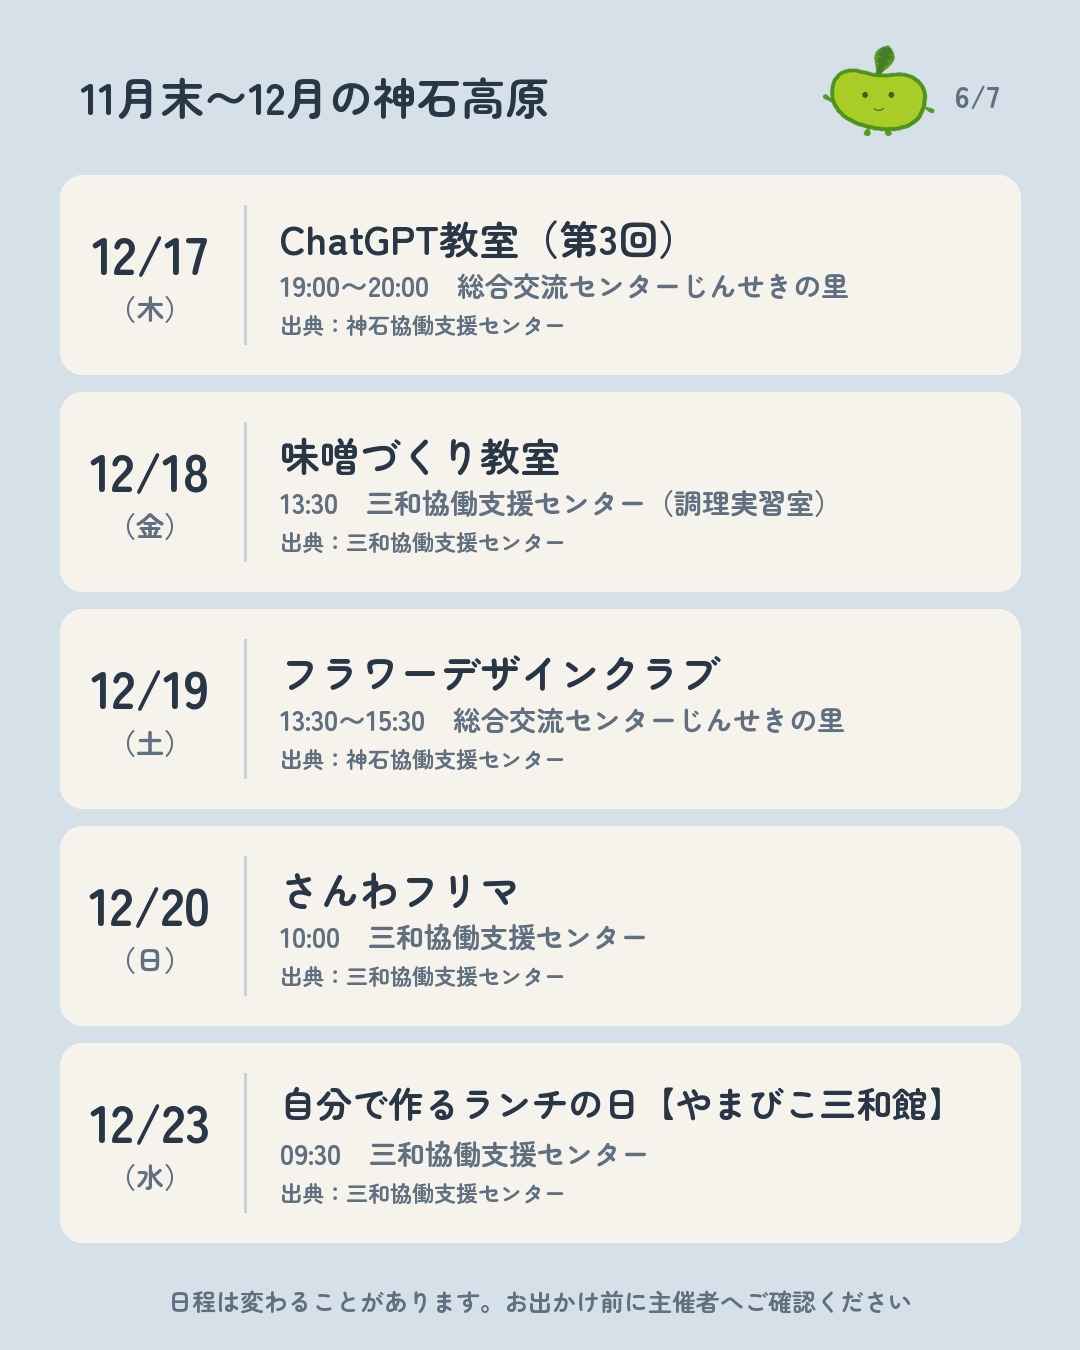 11月末〜12月の神石高原
6/7
12/17
（木）
ChatGPT教室（第3回）
19:00〜20:00　総合交流センターじんせきの里
出典：神石協働支援センター
12/18
（金）
味噌づくり教室
13:30　三和協働支援センター（調理実習室）
出典：三和協働支援センター
12/19
（土）
フラワーデザインクラブ
13:30〜15:30　総合交流センターじんせきの里
出典：神石協働支援センター
12/20
（日）
さんわフリマ
10:00　三和協働支援センター
出典：三和協働支援センター
12/23
（水）
自分で作るランチの日【やまびこ三和館】
09:30　三和協働支援センター
出典：三和協働支援センター
日程は変わることがあります。お出かけ前に主催者へご確認ください